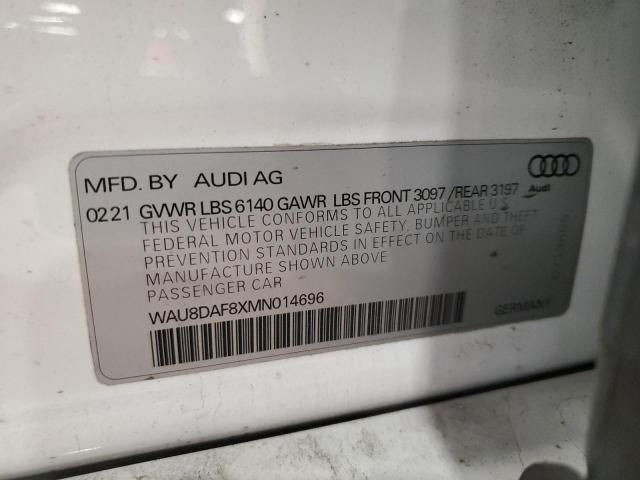 MFD. BY AUDI AG
Audi
0221 GVWR LBS 6140 GAWR LBS FRONT 3097 / REAR 3197
THIS VEHICLE CONFORMS TO ALL APPLICABLE U.S.
FEDERAL MOTOR VEHICLE SAFETY, BUMPER AND THEFT
PREVENTION STANDARDS IN EFFECT ON THE DATE OF
MANUFACTURE SHOWN ABOVE
PASSENGER CAR
WAU8DAF8XMN014696
GERMANY